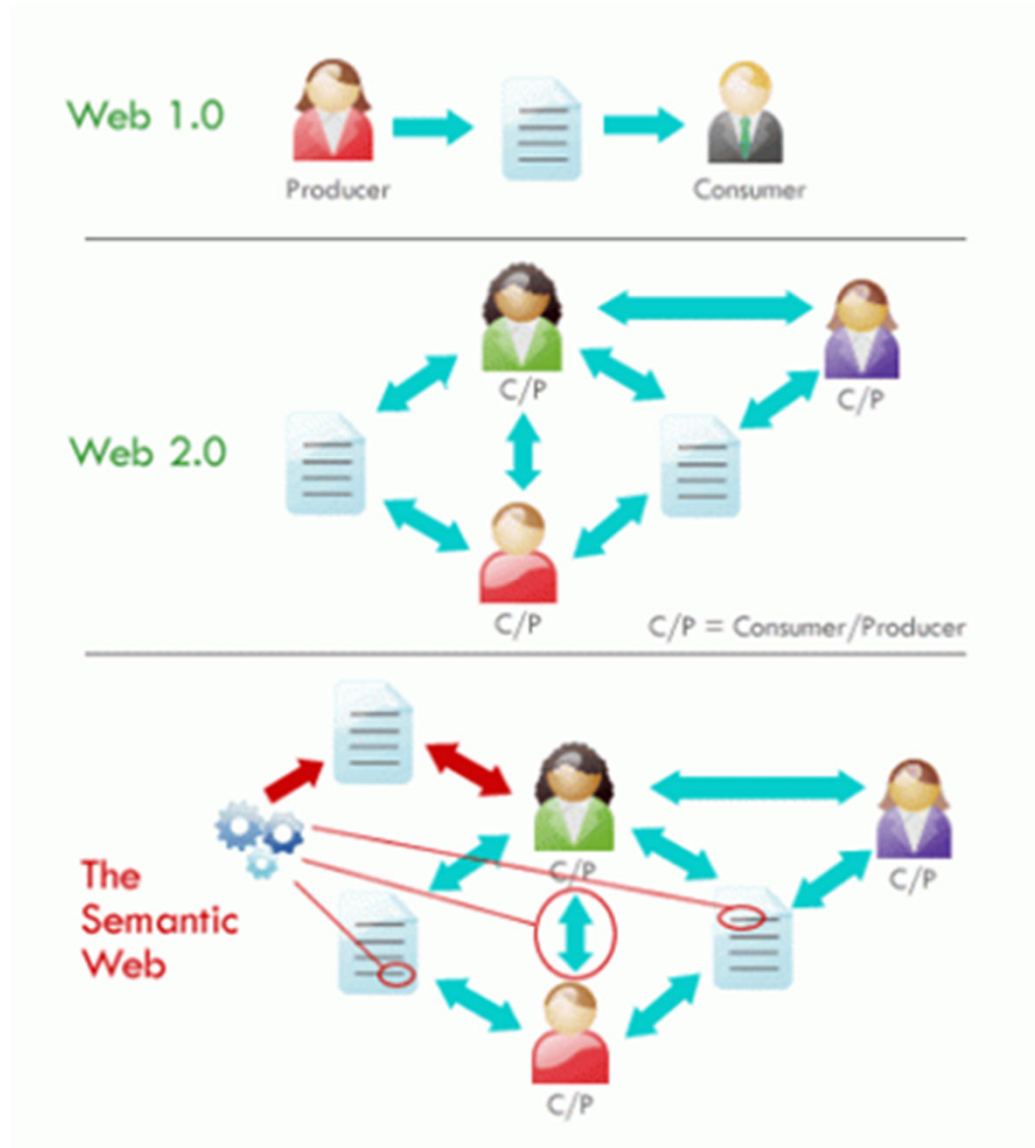 Web 1.0
Producer
Consumer
C/P
C/P
Web 2.0
C/P
C/P = Consumer/Producer
C/P
C/P
The
Semantic
Web
C/P